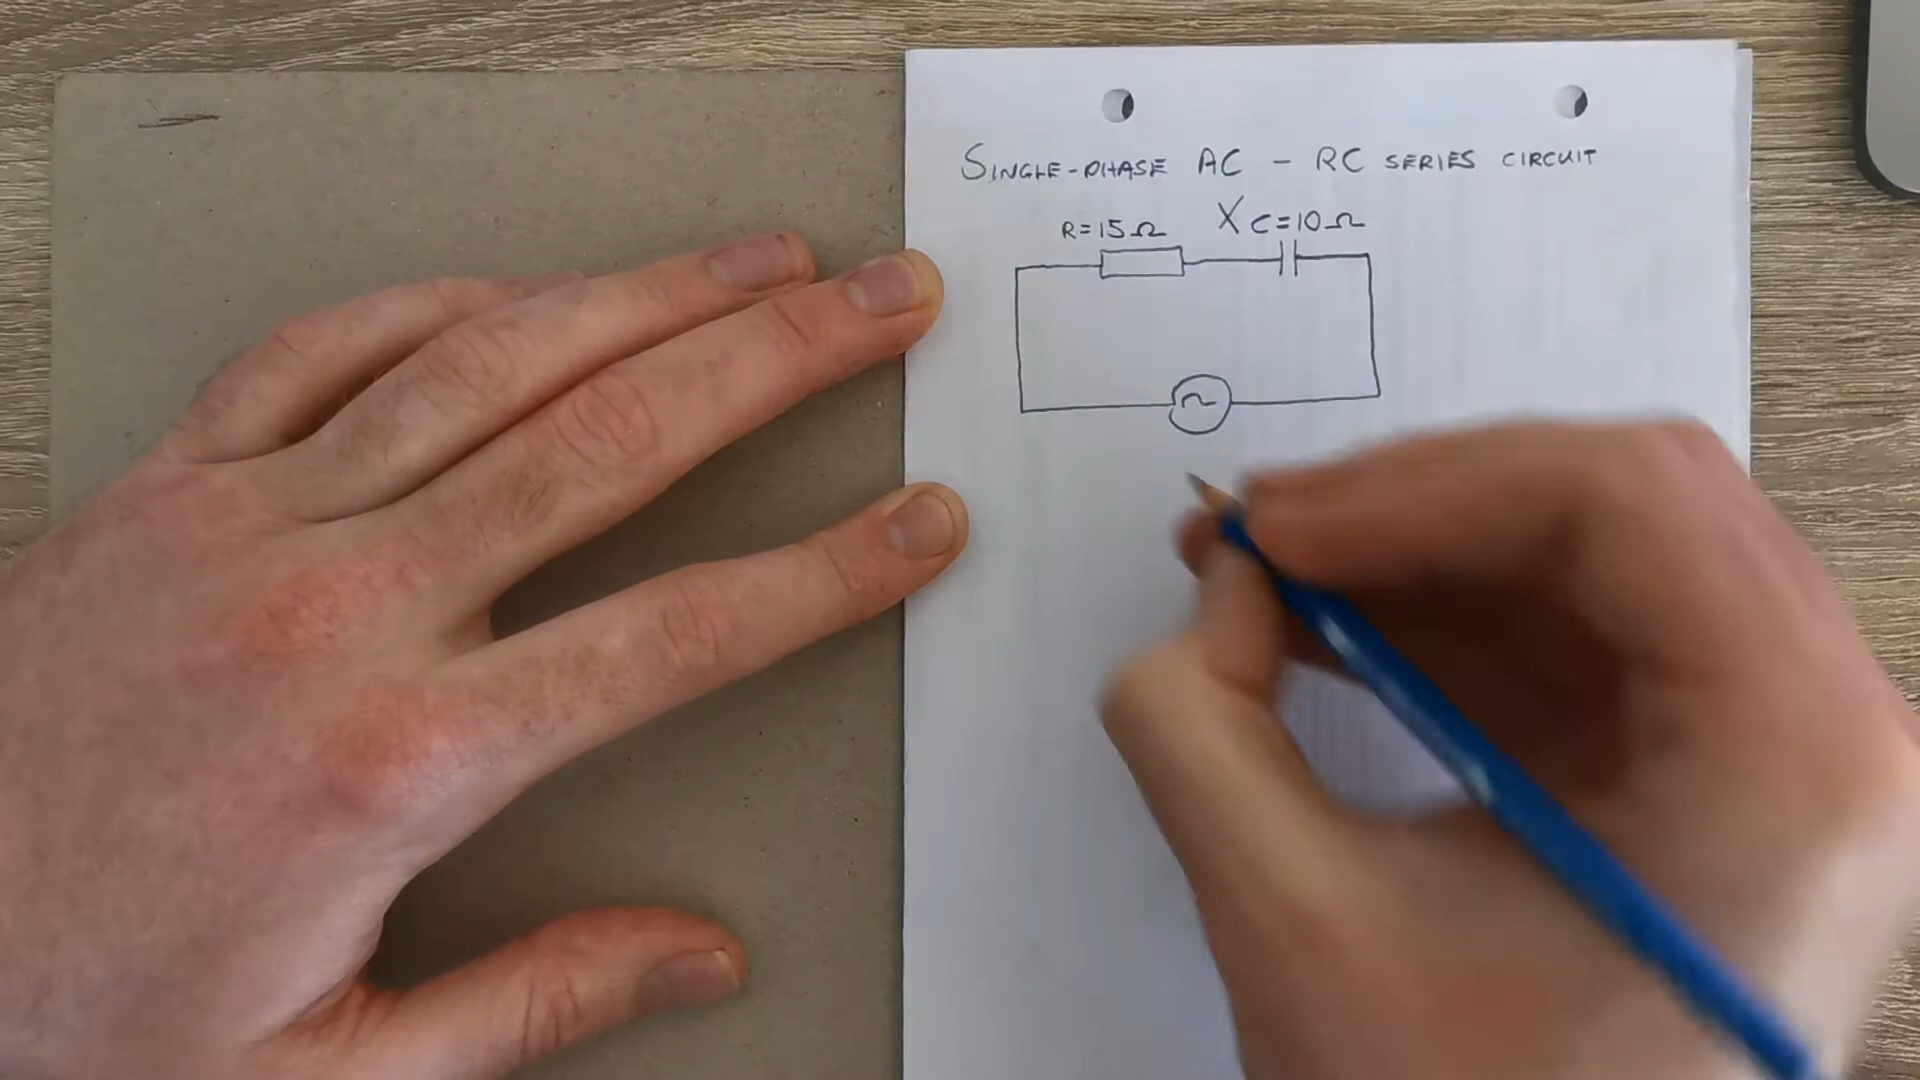 SINGLE-PHASE AC - RC SERIES CIRCUIT
R=15Ω XC=10Ω